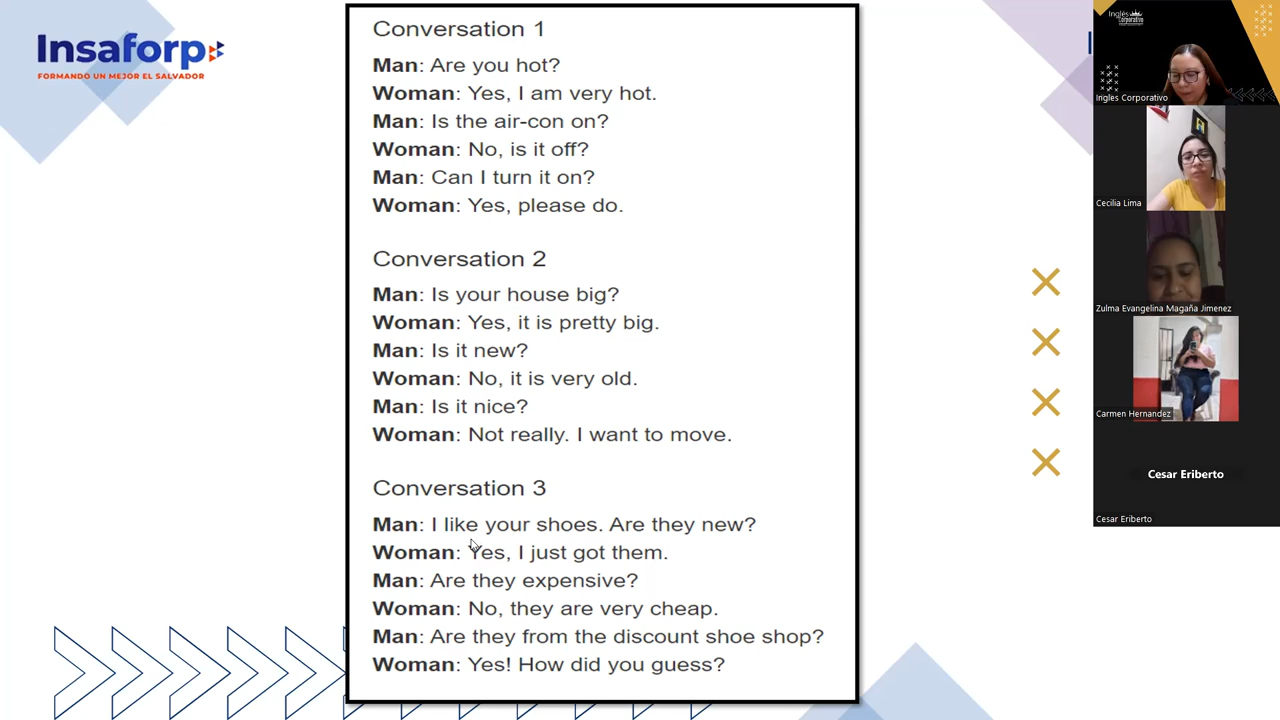 Insaforp
FORMANDO UN MEJOR EL SALVADOR
Conversation 1
Man: Are you hot?
Woman: Yes, I am very hot.
Man: Is the air-con on?
Woman: No, is it off?
Man: Can I turn it on?
Woman: Yes, please do.
Conversation 2
Man: Is your house big?
Woman: Yes, it is pretty big.
Man: Is it new?
Woman: No, it is very old.
Man: Is it nice?
Woman: Not really. I want to move.
Conversation 3
Man: I like your shoes. Are they new?
Woman: Yes, I just got them.
Man: Are they expensive?
Woman: No, they are very cheap.
Man: Are they from the discount shoe shop?
Woman: Yes! How did you guess?
Inglés
Corporativo
Ingles Corporativo
Cecilia Lima
Zulma Evangelina Magaña Jimenez
Carmen Hernandez
Cesar Eriberto
Cesar Eriberto